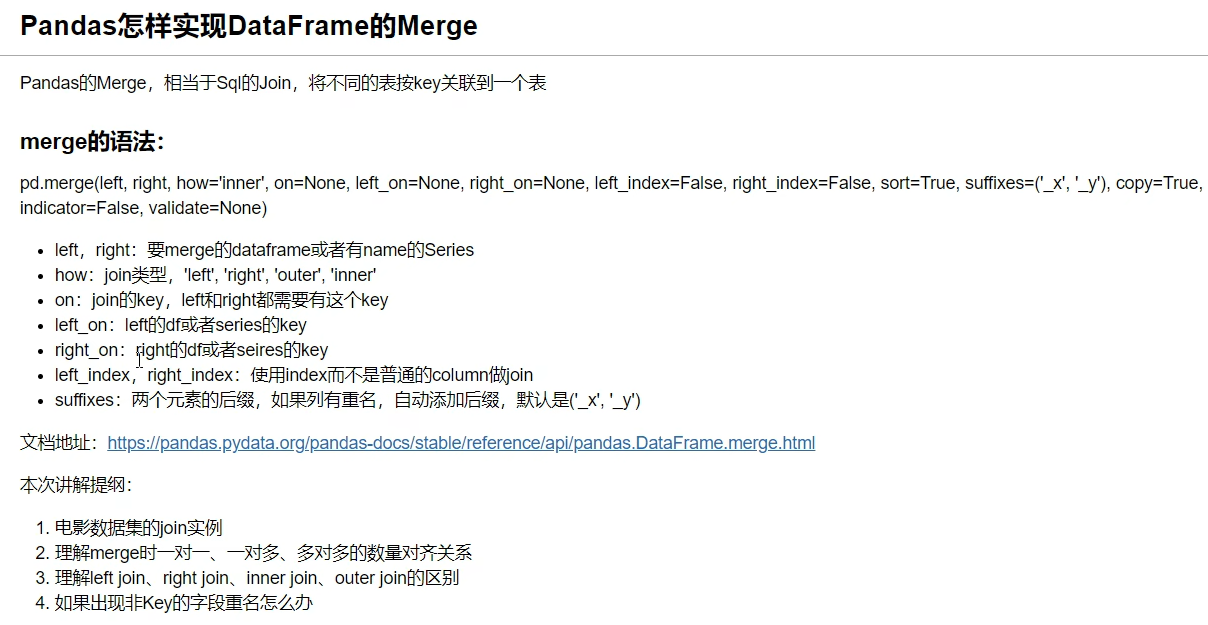 Pandas怎样实现DataFrame的Merge
Pandas的Merge，相当于Sql的Join，将不同的表按key关联到一个表
merge的语法：
pd.merge(left, right, how='inner', on=None, left_on=None, right_on=None, left_index=False, right_index=False, sort=True, suffixes=('_x', '_y'), copy=True,
indicator=False, validate=None)
• left，right：要merge的dataframe或者有name的Series
• how：join类型，'left', 'right', 'outer', 'inner'
• on：join的key，left和right都需要有这个key
• left_on：left的df或者series的key
• right_on：right的df或者seires的key
• left_index，right_index：使用index而不是普通的column做join
• suffixes：两个元素的后缀，如果列有重名，自动添加后缀，默认是('_x', '_y')
文档地址：https://pandas.pydata.org/pandas-docs/stable/reference/api/pandas.DataFrame.merge.html
本次讲解提纲：
1. 电影数据集的join实例
2. 理解merge时一对一、一对多、多对多的数量对齐关系
3. 理解left join、right join、inner join、outer join的区别
4. 如果出现非Key的字段重名怎么办